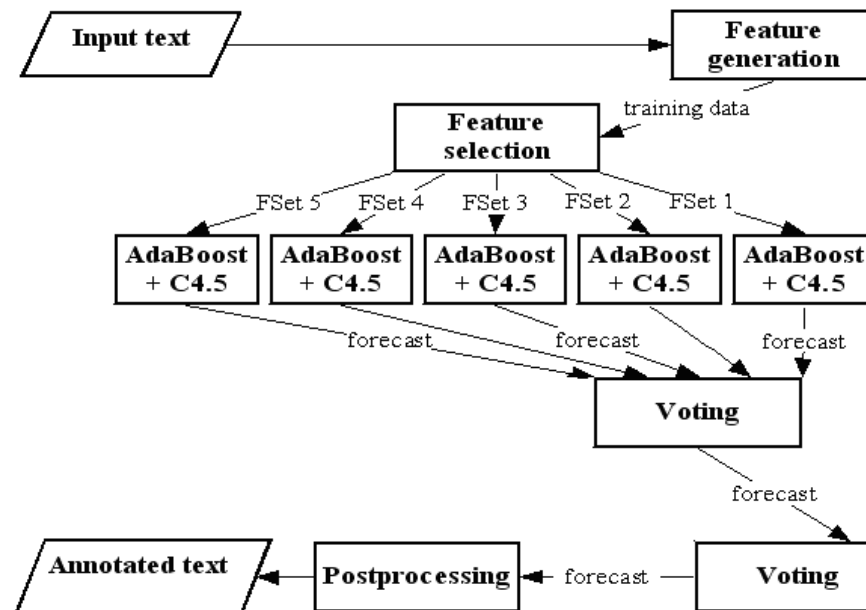 Input text
Feature
generation
training data
Feature
selection
FSet 5
FSet 4
FSet 3
FSet 2
FSet 1
AdaBoost
+ C4.5
AdaBoost
+ C4.5
AdaBoost
+ C4.5
AdaBoost
+ C4.5
AdaBoost
+ C4.5
forecast
forecast
forecast
Voting
forecast
Annotated text
Postprocessing
forecast
Voting